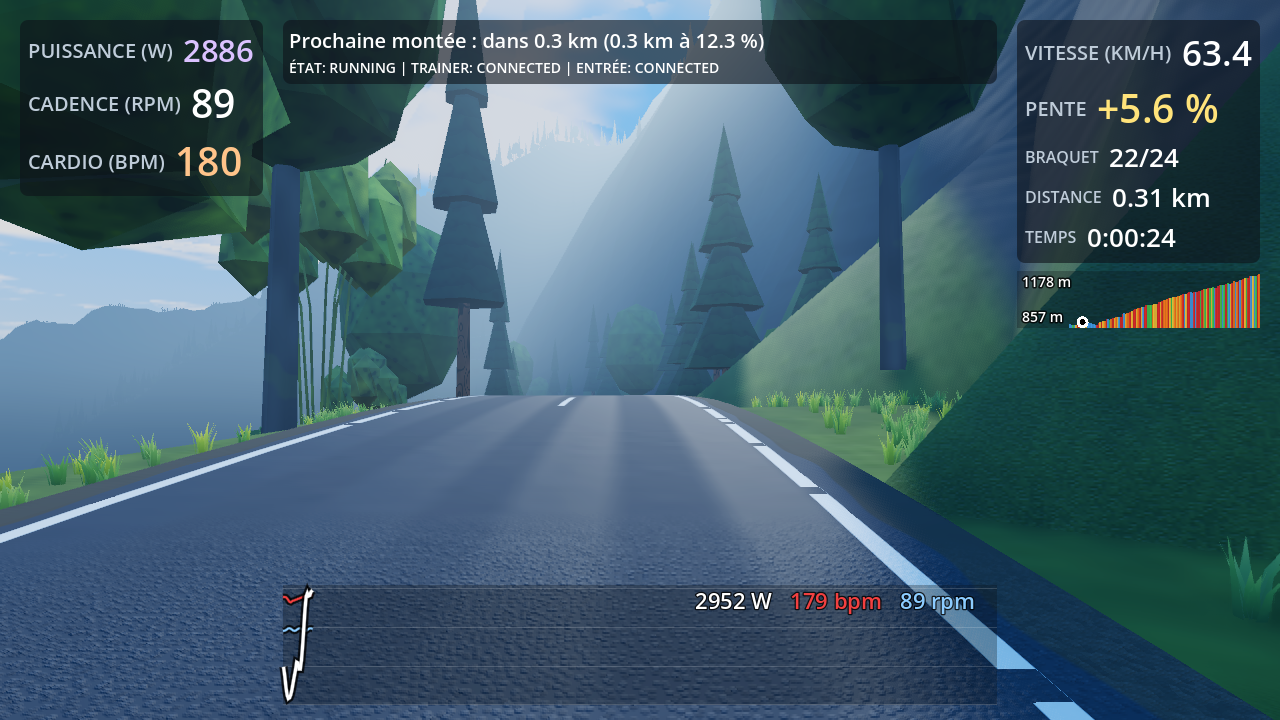 PUISSANCE (W) 2886
CADENCE (RPM) 89
CARDIO (BPM) 180
Prochaine montée : dans 0.3 km (0.3 km à 12.3 %)
ÉTAT: RUNNING | TRAINER: CONNECTED | ENTRÉE: CONNECTED
VITESSE (KM/H) 63.4
PENTE +5.6 %
BRAQUET 22/24
DISTANCE 0.31 km
TEMPS 0:00:24
1178 m
857 m
2952 W 179 bpm 89 rpm